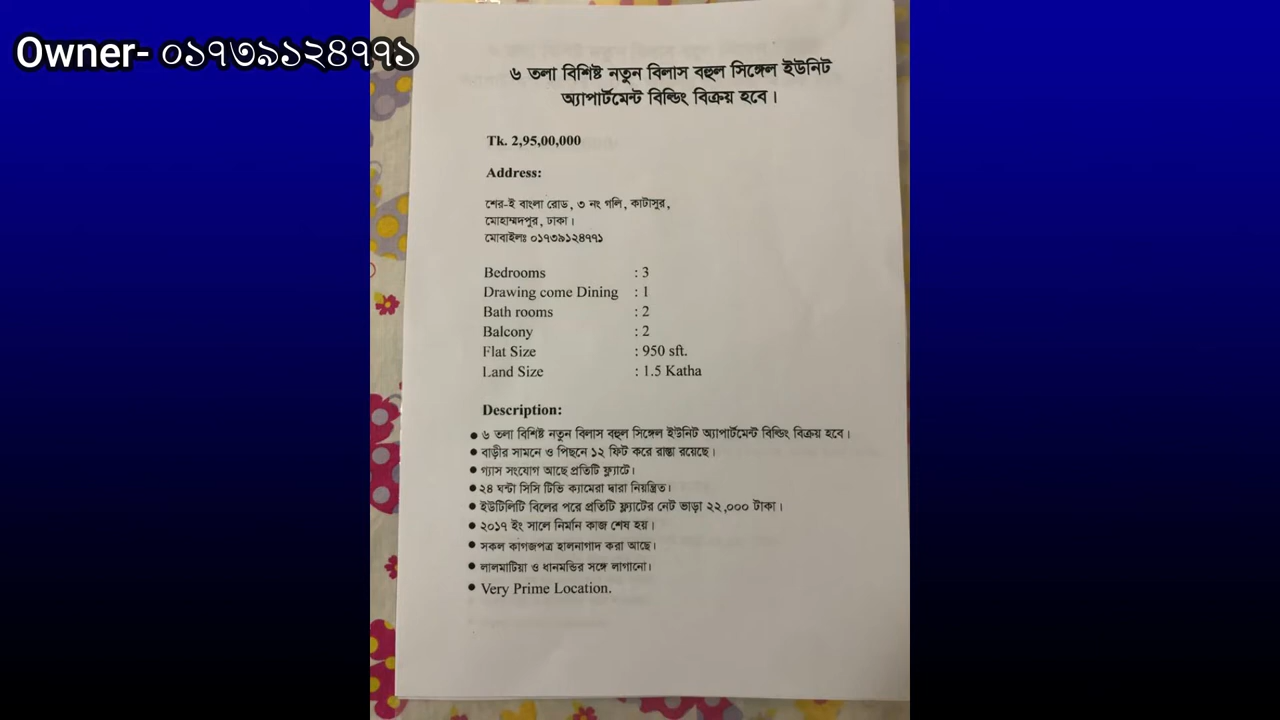 Owner- ০১৭৩৯১২৪৭৭১
৬ তলা বিশিষ্ট নতুন বিলাস বহুল সিঙ্গেল ইউনিট
অ্যাপার্টমেন্ট বিল্ডিং বিক্রয় হবে।
Tk. 2,95,00,000
Address:
শের-ই বাংলা রোড, ৩ নং গলি, কাটাসুর,
মোহাম্মদপুর, ঢাকা।
মোবাইলঃ ০১৭৩৯১২৪৭৭১
Bedrooms : 3
Drawing come Dining : 1
Bath rooms : 2
Balcony : 2
Flat Size : 950 sft.
Land Size : 1.5 Katha
Description:
● ৬ তলা বিশিষ্ট নতুন বিলাস বহুল সিঙ্গেল ইউনিট অ্যাপার্টমেন্ট বিল্ডিং বিক্রয় হবে।
● বাড়ীর সামনে ও পিছনে ১২ ফিট করে রাস্তা রয়েছে।
● গ্যাস সংযোগ আছে প্রতিটি ফ্ল্যাটে।
● ২৪ ঘন্টা সিসি টিভি ক্যামেরা দ্বারা নিয়ন্ত্রিত।
● ইউটিলিটি বিলের পরে প্রতিটি ফ্ল্যাটের নেট ভাড়া ২২,০০০ টাকা।
● ২০১৭ ইং সালে নির্মান কাজ শেষ হয়।
● সকল কাগজপত্র হালনাগাদ করা আছে।
● লালমাটিয়া ও ধানমন্ডির সঙ্গে লাগানো।
● Very Prime Location.